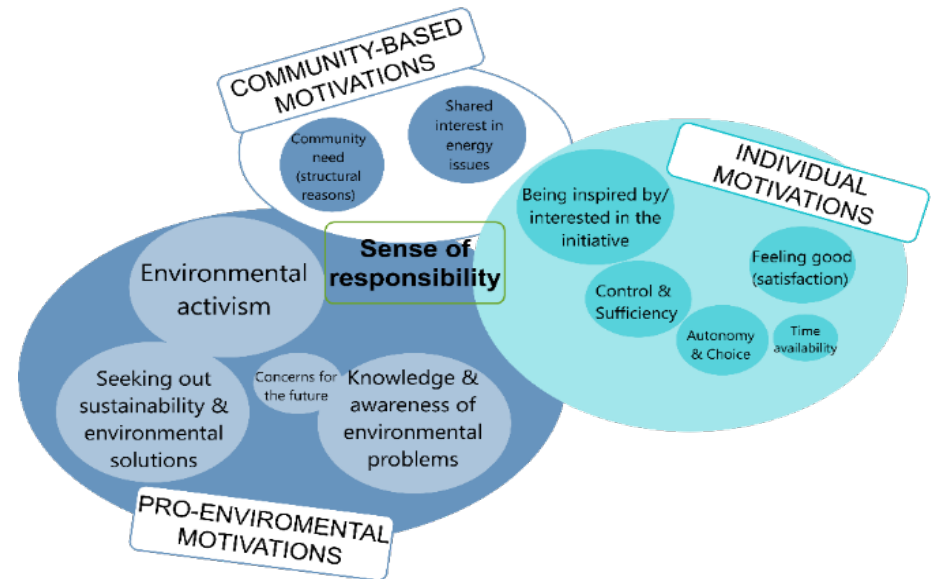 COMMUNITY-BASED
MOTIVATIONS
Community
need
(structural
reasons)
Shared
interest in
energy
issues
INDIVIDUAL
MOTIVATIONS
Being inspired by/
interested in the
initiative
Feeling good
(satisfaction)
Control &
Sufficiency
Autonomy
& Choice
Time
availability
Sense of
responsibility
Environmental
activism
Seeking out
sustainability &
environmental
solutions
Concerns for
the future
Knowledge &
awareness of
environmental
problems
PRO-ENVIROMENTAL
MOTIVATIONS